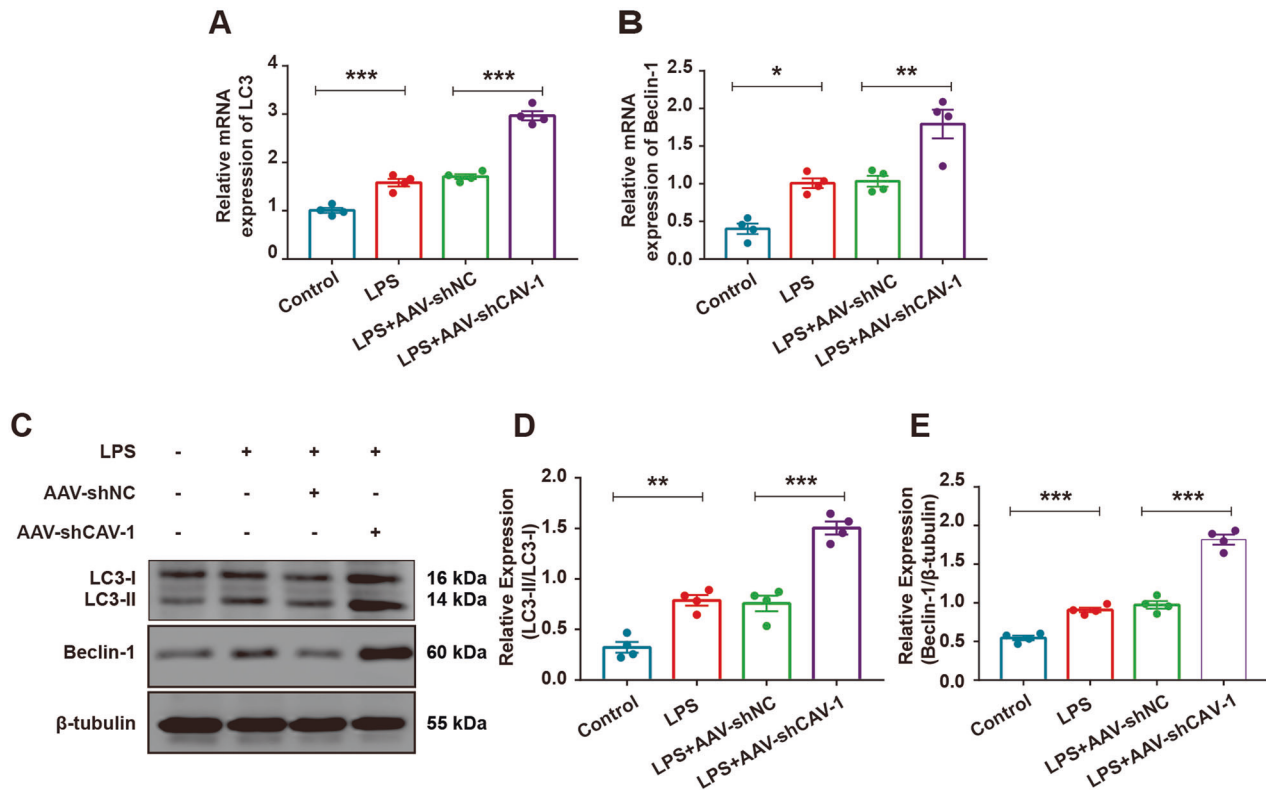 A
Relative mRNA
expression of LC3
4
3
2
1
0
***
***
Control
LPS
LPS+AAV-shNC
LPS+AAV-shCAV-1
B
Relative mRNA
expression of Beclin-1
2.5
2.0
1.5
1.0
0.5
0.0
*
**
Control
LPS
LPS+AAV-shNC
LPS+AAV-shCAV-1
C
LPS - + + +
AAV-shNC - - + -
AAV-shCAV-1 - - - +
LC3-I 16 kDa
LC3-II 14 kDa
Beclin-1 60 kDa
β-tubulin 55 kDa
D
Relative Expression
(LC3-II/LC3-I)
2.0
1.5
1.0
0.5
0.0
**
***
Control
LPS
LPS+AAV-shNC
LPS+AAV-shCAV-1
E
Relative Expression
(Beclin-1/β-tubulin)
2.5
2.0
1.5
1.0
0.5
0.0
***
***
Control
LPS
LPS+AAV-shNC
LPS+AAV-shCAV-1